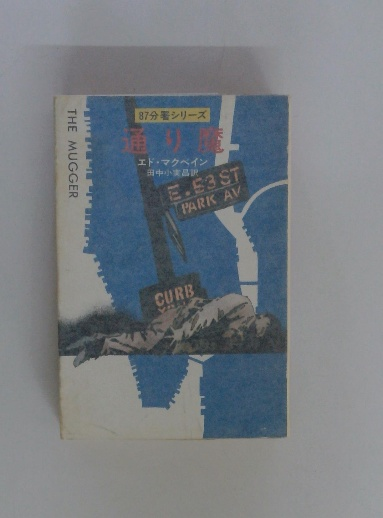 THE MUGGER
87分署シリーズ
通り魔
エド・マクベイン
田中小実昌訳
E.53 ST
PARK AV
CURB